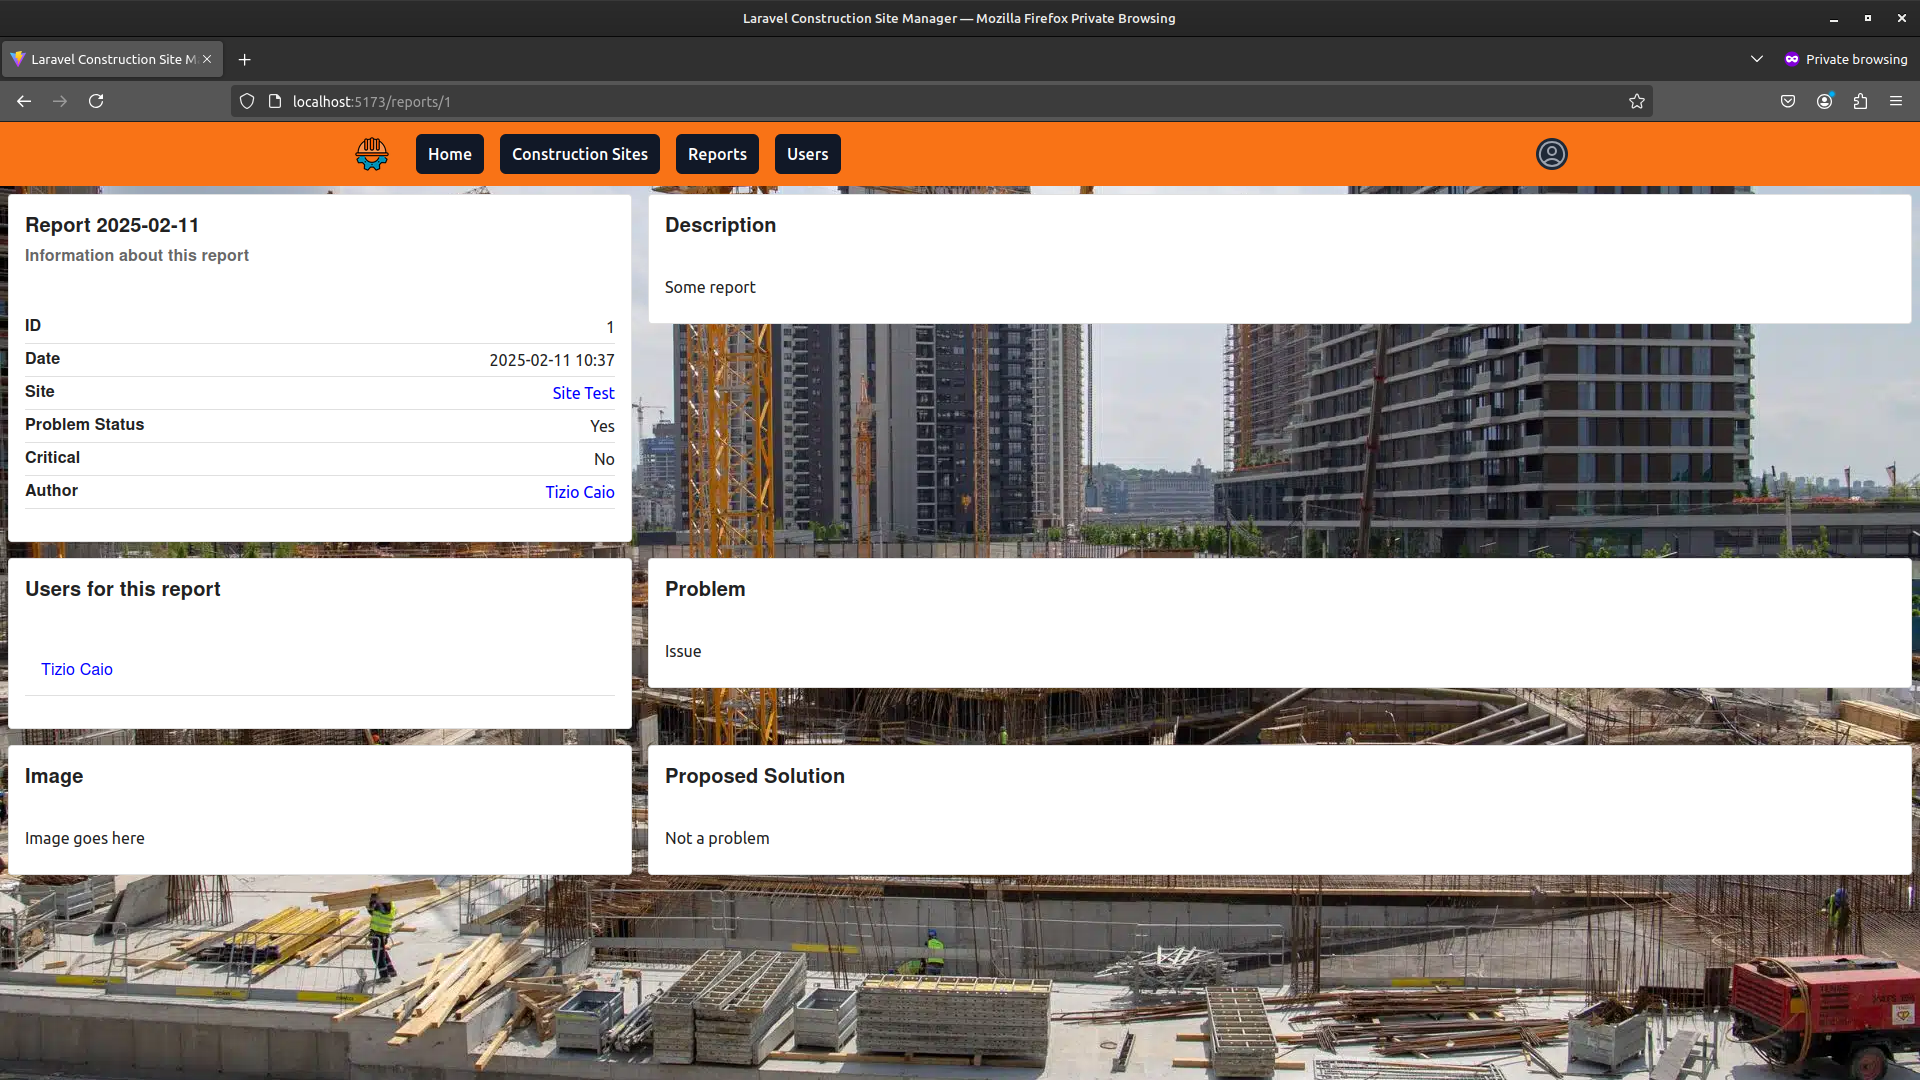 Laravel Construction Site Manager — Mozilla Firefox Private Browsing
Laravel Construction Site M
Private browsing
localhost:5173/reports/1
Home
Construction Sites
Reports
Users
Report 2025-02-11
Information about this report
ID 1
Date 2025-02-11 10:37
Site Site Test
Problem Status Yes
Critical No
Author Tizio Caio
Description
Some report
Users for this report
Tizio Caio
Problem
Issue
Image
Image goes here
Proposed Solution
Not a problem